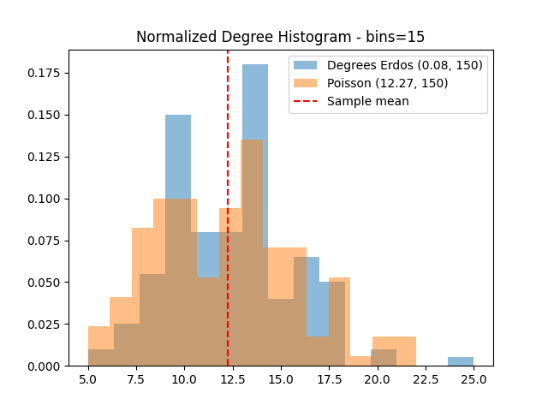 Normalized Degree Histogram - bins=15
Degrees Erdos (0.08, 150)
Poisson (12.27, 150)
Sample mean
0.175
0.150
0.125
0.100
0.075
0.050
0.025
0.000
5.0 7.5 10.0 12.5 15.0 17.5 20.0 22.5 25.0